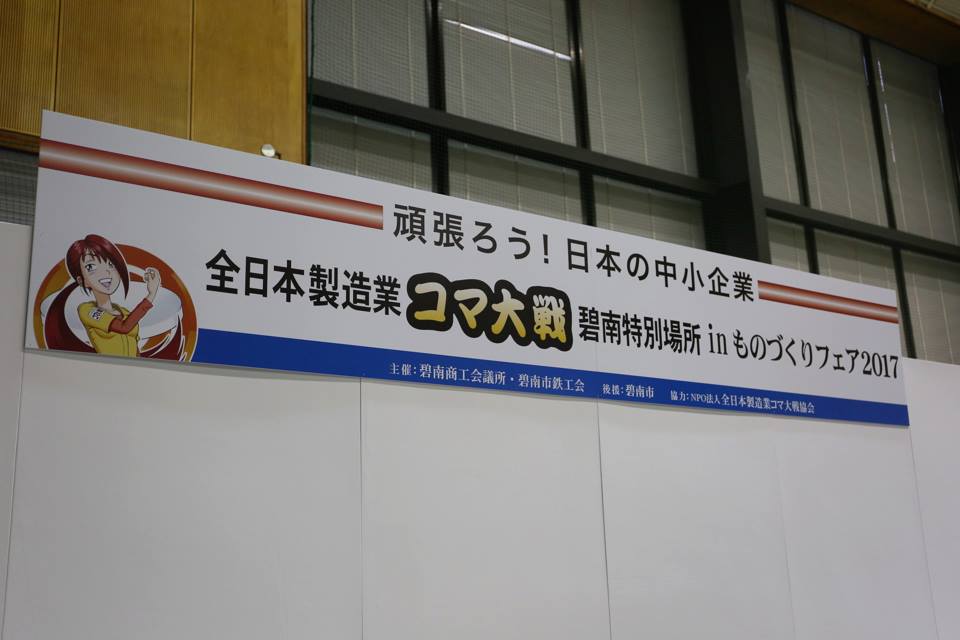 頑張ろう！日本の中小企業
全日本製造業コマ大戦碧南特別場所 in ものづくりフェア2017
主催：碧南商工会議所・碧南市鉄工会　後援：碧南市　協力：NPO法人全日本製造業コマ大戦協会